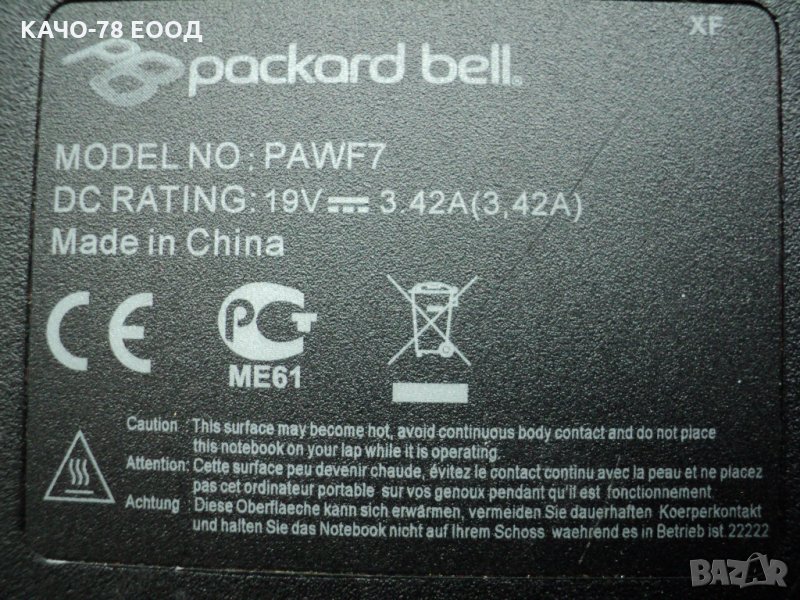 КАЧО-78 ЕООД
XF
packard bell
MODEL NO : PAWF7
DC RATING: 19V 3.42A(3,42A)
Made in China
CE
PCT
ME61
Caution : This surface may become hot, avoid continuous body contact and do not place
this notebook on your lap while it is operating.
Attention: Cette surface peu devenir chaude, évitez le contact continu avec la peau et ne placez
pas cet ordinateur portable sur vos genoux pendant qu'il est fonctionnement.
Achtung : Diese Oberflaeche kann sich erwärmen, vermeiden Sie dauerhaften Koerperkontakt
und halten Sie das Notebook nicht auf Ihrem Schoss waehrend es in Betrieb ist.22222
BAZAR